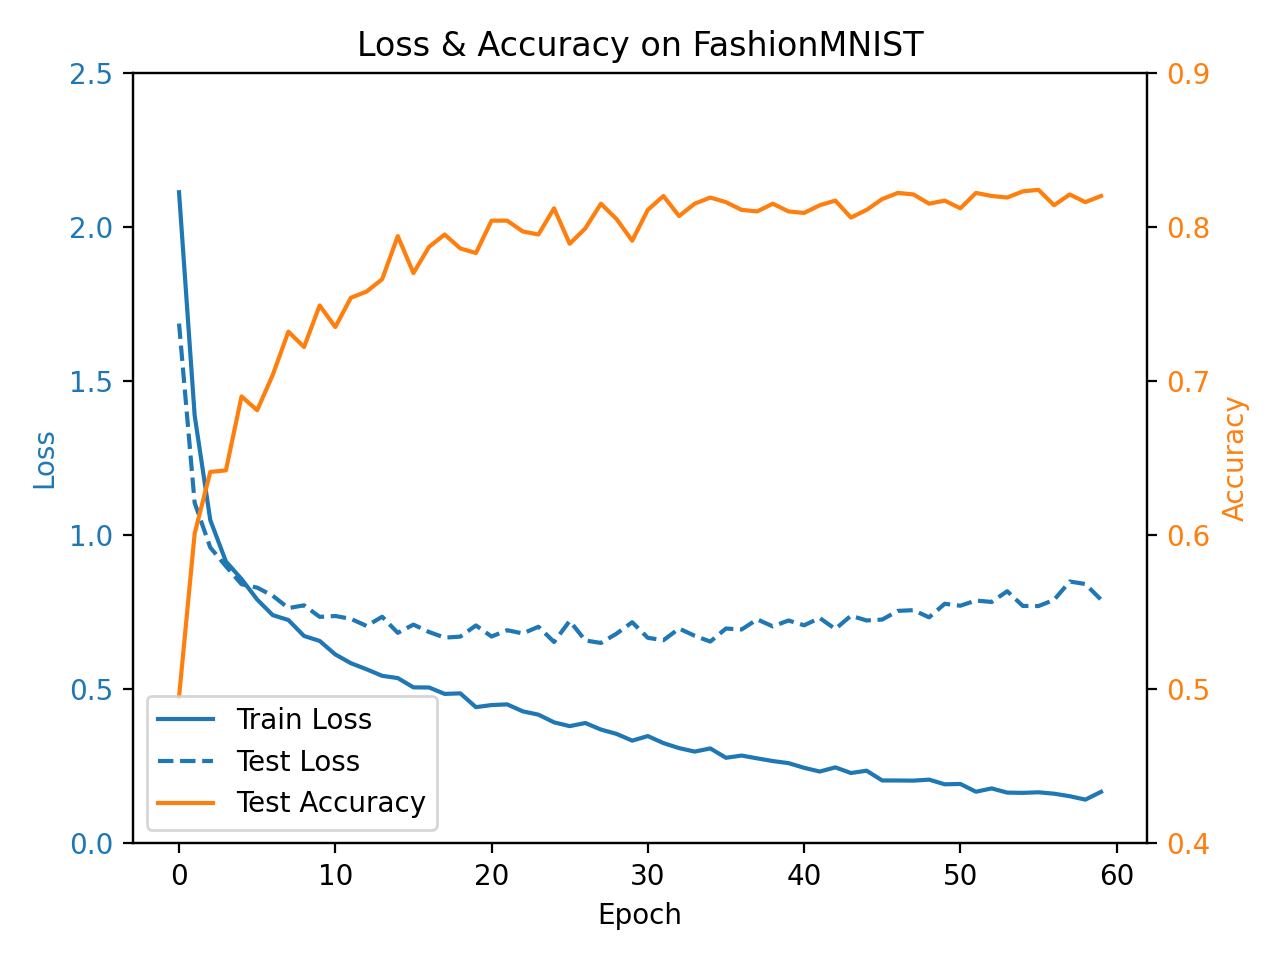 Loss & Accuracy on FashionMNIST
2.5
2.0
1.5
1.0
0.5
0.0
Loss
0.9
0.8
0.7
0.6
0.5
0.4
Accuracy
Train Loss
Test Loss
Test Accuracy
0 10 20 30 40 50 60
Epoch